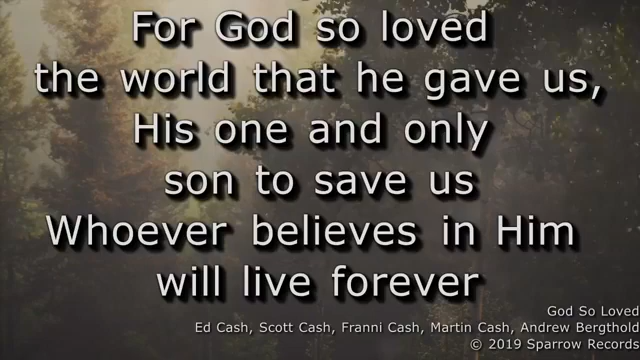 For God so loved
the world that he gave us,
His one and only
son to save us
Whoever believes in Him
will live forever
God So Loved
Ed Cash, Scott Cash, Franni Cash, Martin Cash, Andrew Bergthold
© 2019 Sparrow Records